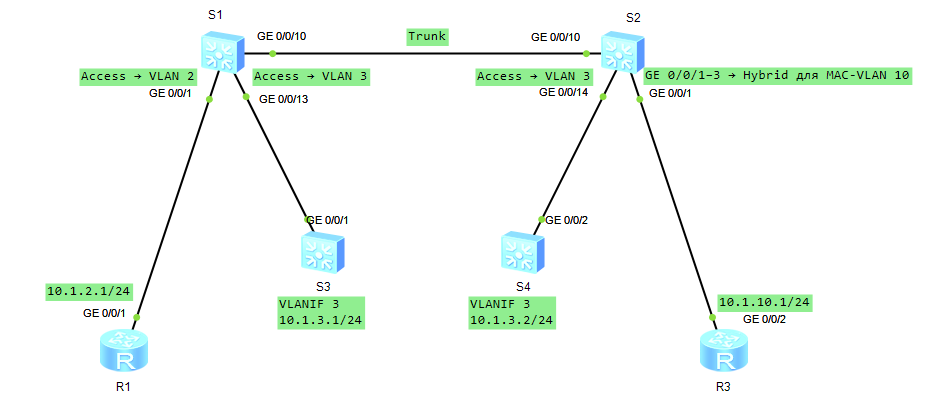 S1
S2
GE 0/0/10
Trunk
GE 0/0/10
Access → VLAN 2
Access → VLAN 3
Access → VLAN 3
GE 0/0/1-3 → Hybrid для MAC-VLAN 10
GE 0/0/1
GE 0/0/13
GE 0/0/14
GE 0/0/1
GE 0/0/1
GE 0/0/2
S3
S4
10.1.2.1/24
VLANIF 3
10.1.3.1/24
VLANIF 3
10.1.3.2/24
10.1.10.1/24
GE 0/0/1
GE 0/0/2
R
R
R1
R3